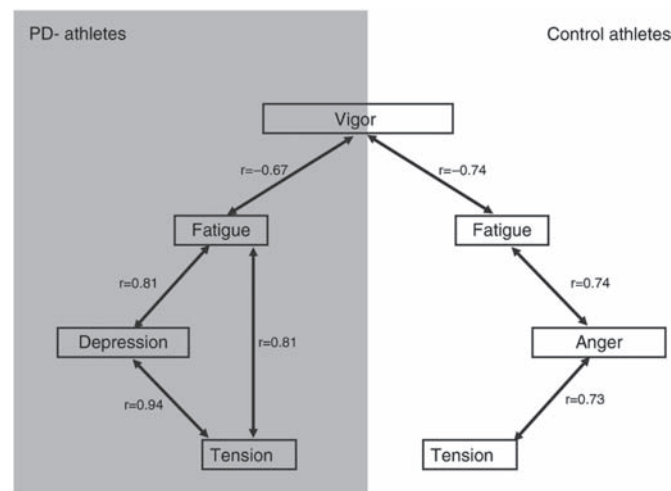 PD- athletes
Control athletes
Vigor
r=−0.67
r=−0.74
Fatigue
Fatigue
r=0.81
r=0.74
Depression
r=0.81
Anger
r=0.94
r=0.73
Tension
Tension